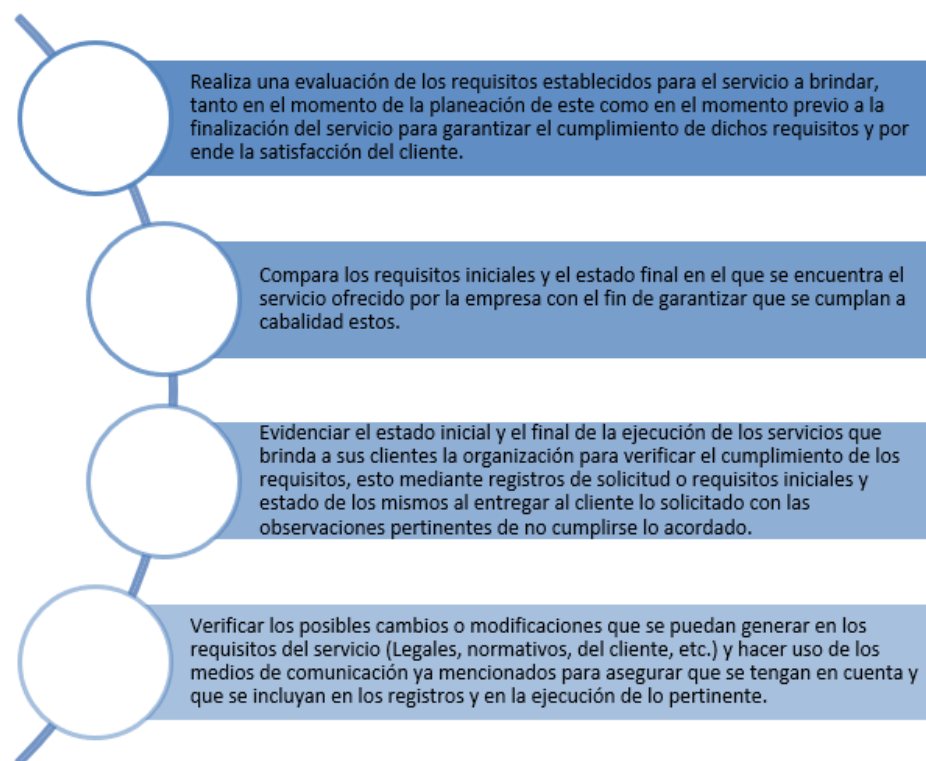 Realiza una evaluación de los requisitos establecidos para el servicio a brindar,
tanto en el momento de la planeación de este como en el momento previo a la
finalización del servicio para garantizar el cumplimiento de dichos requisitos y por
ende la satisfacción del cliente.
Compara los requisitos iniciales y el estado final en el que se encuentra el
servicio ofrecido por la empresa con el fin de garantizar que se cumplan a
cabalidad estos.
Evidenciar el estado inicial y el final de la ejecución de los servicios que
brinda a sus clientes la organización para verificar el cumplimiento de los
requisitos, esto mediante registros de solicitud o requisitos iniciales y
estado de los mismos al entregar al cliente lo solicitado con las
observaciones pertinentes de no cumplirse lo acordado.
Verificar los posibles cambios o modificaciones que se puedan generar en los
requisitos del servicio (Legales, normativos, del cliente, etc.) y hacer uso de los
medios de comunicación ya mencionados para asegurar que se tengan en cuenta y
que se incluyan en los registros y en la ejecución de lo pertinente.